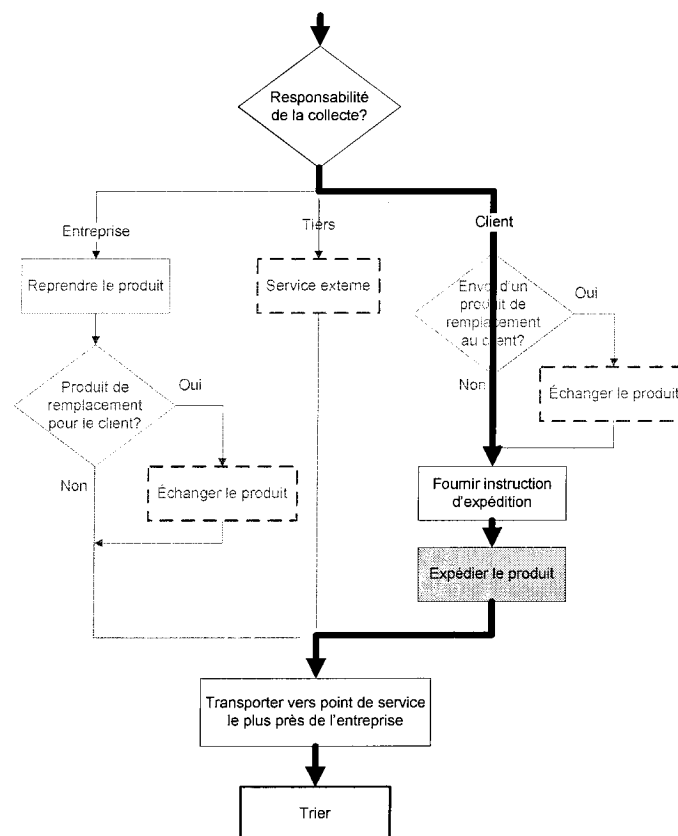 Responsabilité
de la collecte?
Entreprise
Tiers
Client
Reprendre le produit
Service externe
Envoi d'un
produit de
remplacement
au client?
Oui
Non
Échanger le produit
Produit de
remplacement
pour le client?
Oui
Non
Échanger le produit
Fournir instruction
d'expédition
Expédier le produit
Transporter vers point de service
le plus près de l'entreprise
Trier